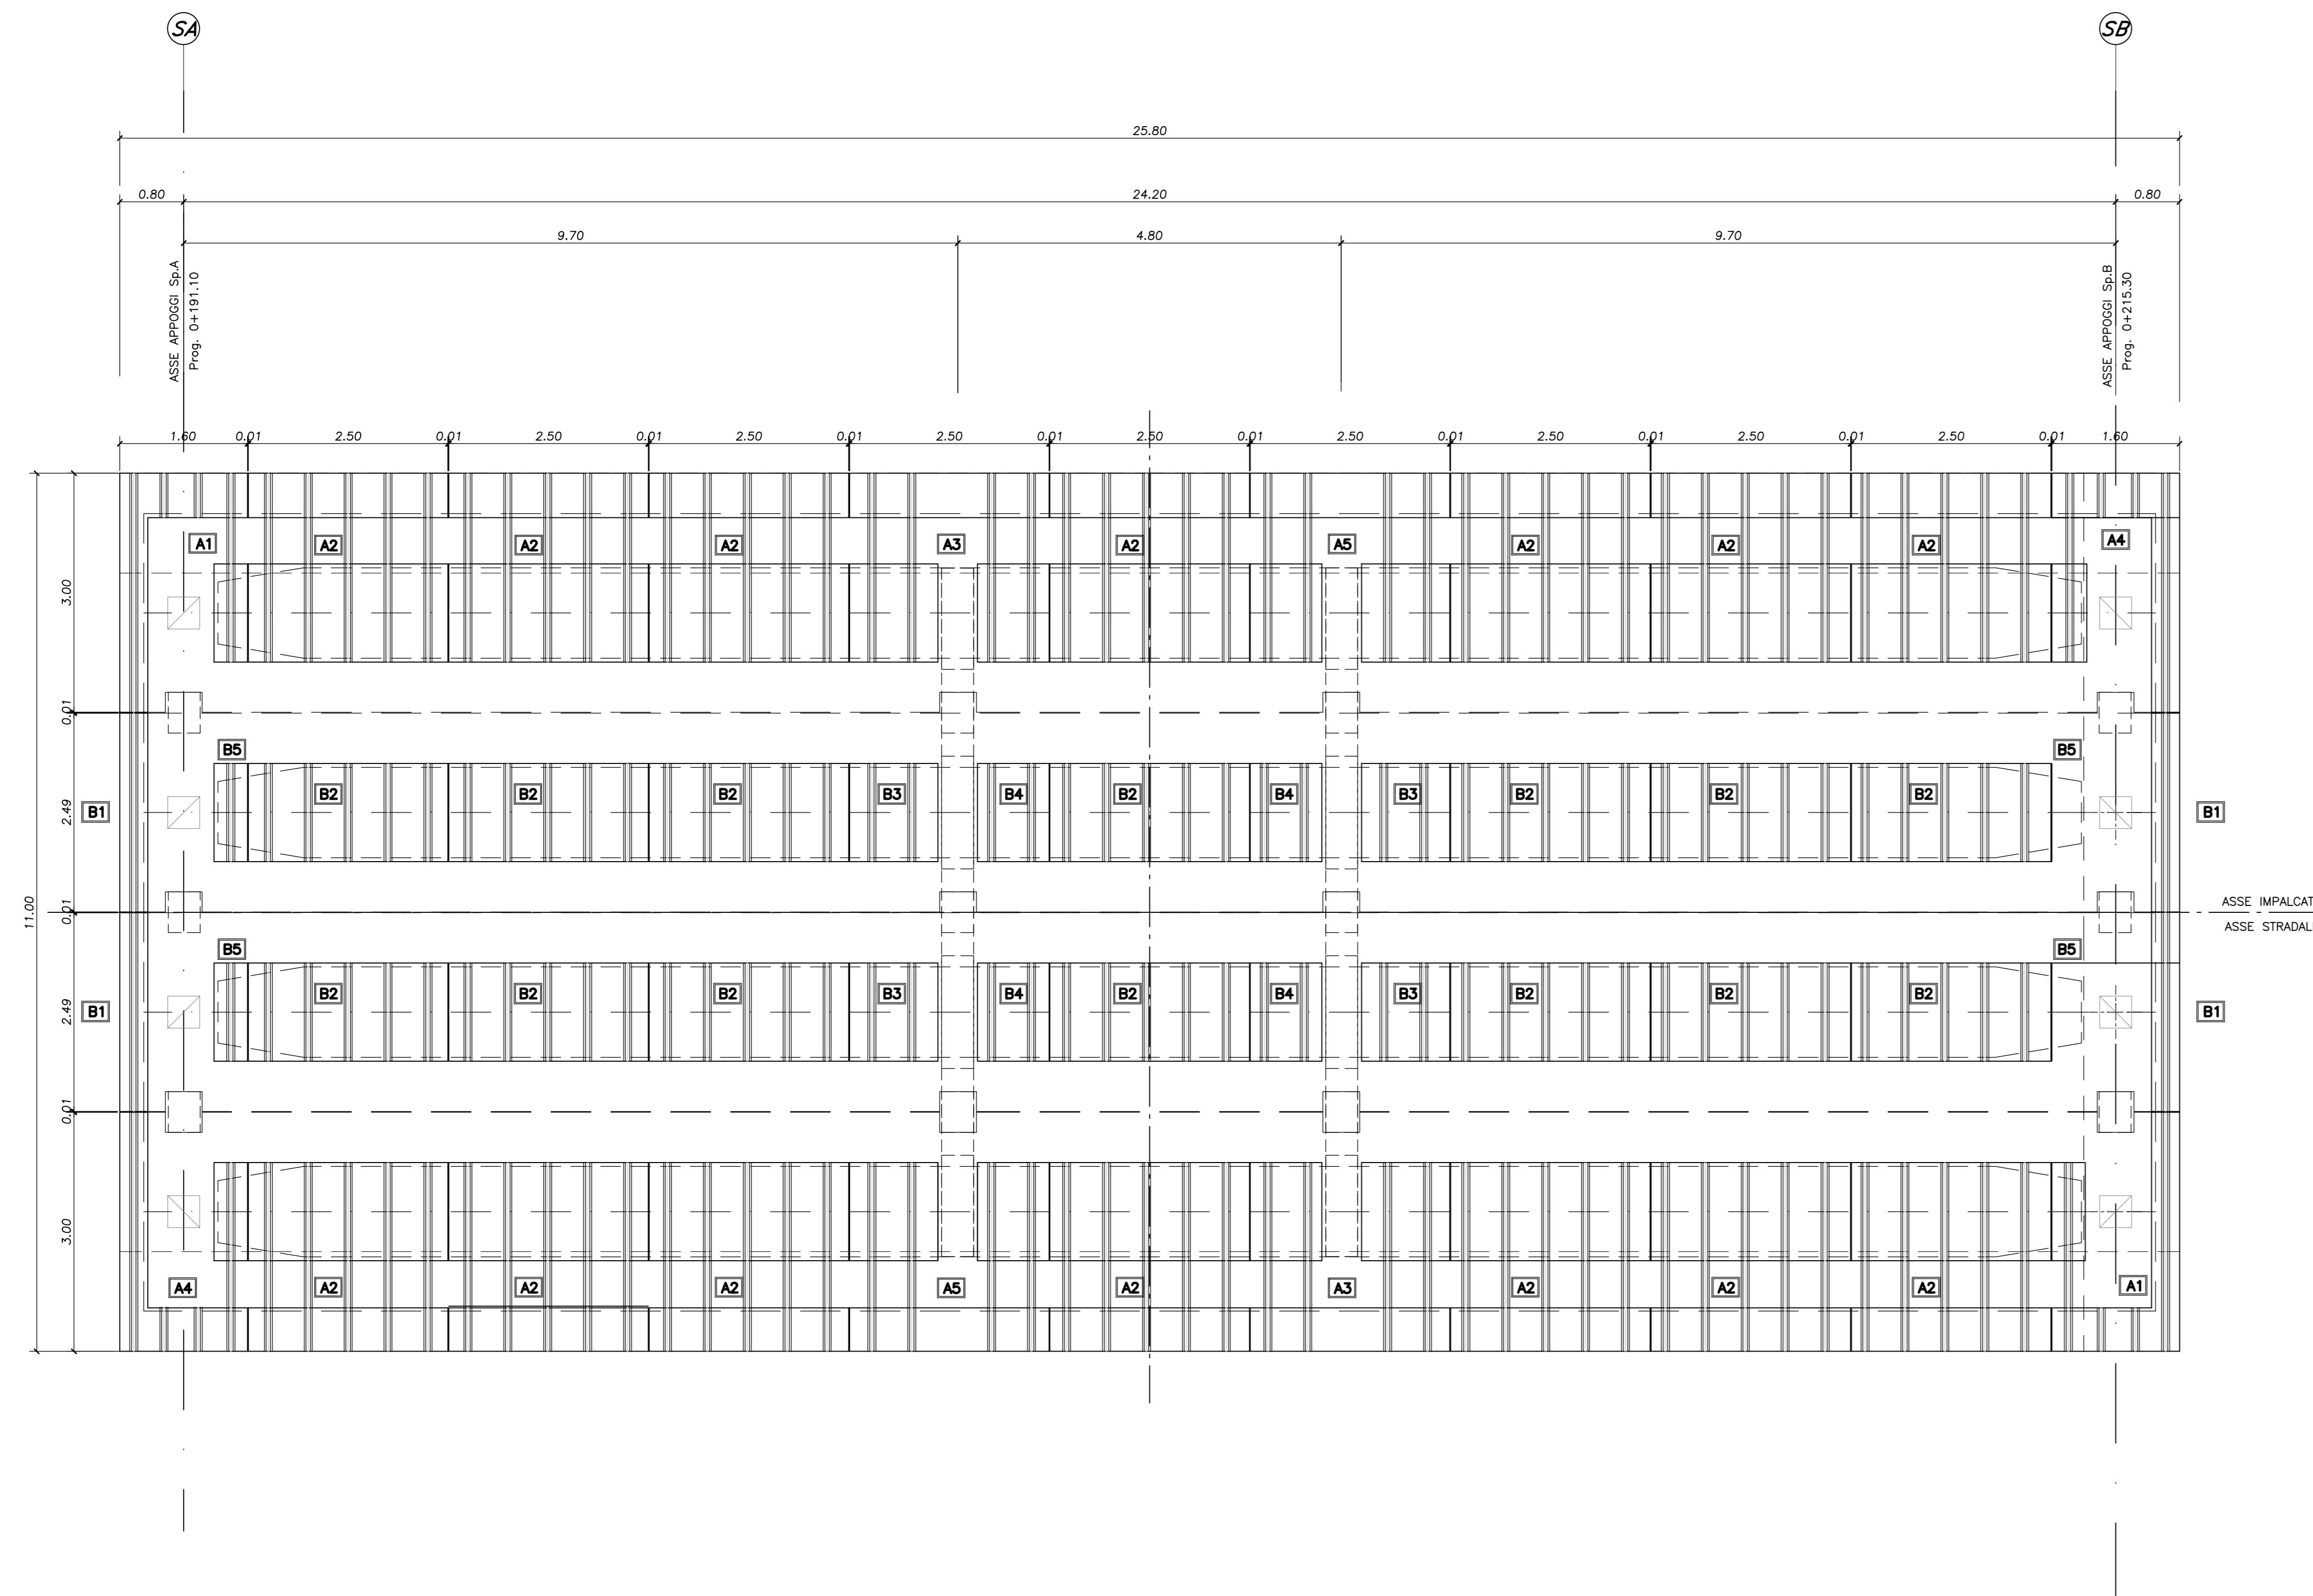 SA SB
25.80
0.80 24.20 0.80
9.70 4.80 9.70
ASSE APPOGGI Sp.A
Prog. 0+191.10
ASSE APPOGGI Sp.B
Prog. 0+215.30
1.60 0.01 2.50 0.01 2.50 0.01 2.50 0.01 2.50 0.01 2.50 0.01 2.50 0.01 2.50 0.01 2.50 0.01 2.50 0.01 1.60
A1 A2 A2 A2 A3 A2 A5 A2 A2 A2 A4
3.00
0.01
B5 B5
B2 B2 B2 B3 B4 B2 B4 B3 B2 B2 B2
B1 2.49 B1
11.00
0.01
ASSE IMPALCAT
ASSE STRADAL
B5 B5
B2 B2 B2 B3 B4 B2 B4 B3 B2 B2 B2
B1 2.49 B1
0.01
3.00
A4 A2 A2 A2 A5 A2 A3 A2 A2 A2 A1